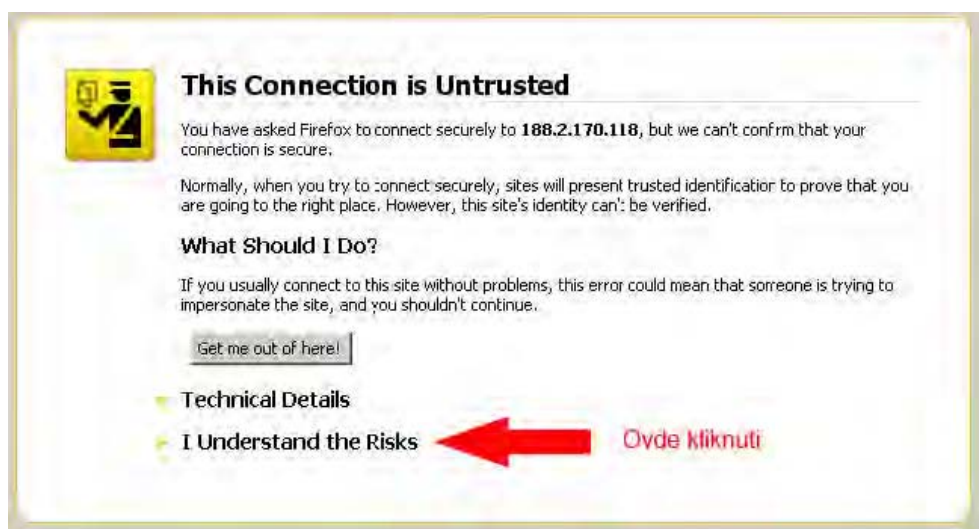 This Connection is Untrusted
You have asked Firefox to connect securely to 188.2.170.118, but we can't confirm that your
connection is secure.
Normally, when you try to connect securely, sites will present trusted identification to prove that you
are going to the right place. However, this site's identity can't be verified.
What Should I Do?
If you usually connect to this site without problems, this error could mean that someone is trying to
impersonate the site, and you shouldn't continue.
Get me out of here!
Technical Details
I Understand the Risks
Ovde kliknuti